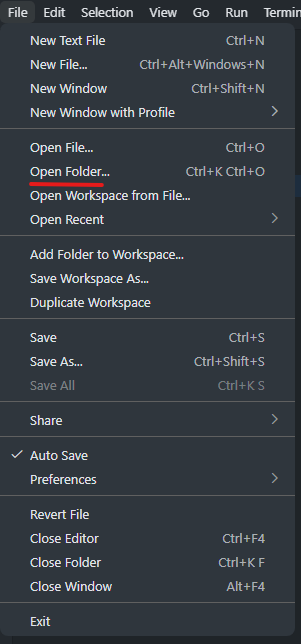 File Edit Selection View Go Run Termin
New Text File Ctrl+N
New File... Ctrl+Alt+Windows+N
New Window Ctrl+Shift+N
New Window with Profile
Open File... Ctrl+O
Open Folder... Ctrl+K Ctrl+O
Open Workspace from File...
Open Recent
Add Folder to Workspace...
Save Workspace As...
Duplicate Workspace
Save Ctrl+S
Save As... Ctrl+Shift+S
Save All Ctrl+K S
Share
Auto Save
Preferences
Revert File
Close Editor Ctrl+F4
Close Folder Ctrl+K F
Close Window Alt+F4
Exit